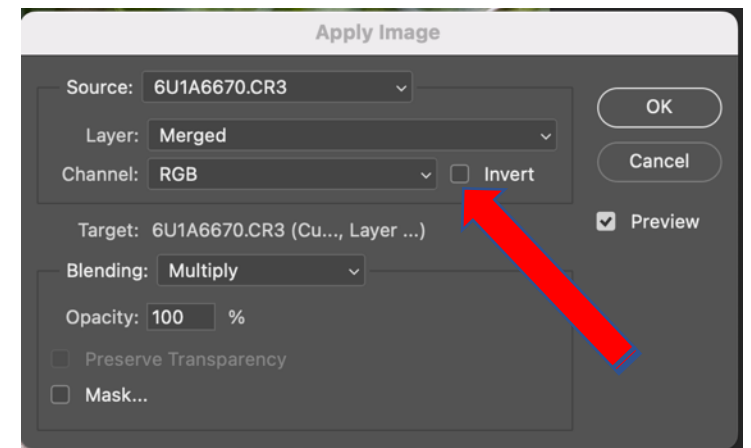 Apply Image
Source: 6U1A6670.CR3
OK
Layer: Merged
Channel: RGB Invert
Cancel
Target: 6U1A6670.CR3 (Cu..., Layer ...)
Preview
Blending: Multiply
Opacity: 100 %
Preserve Transparency
Mask...